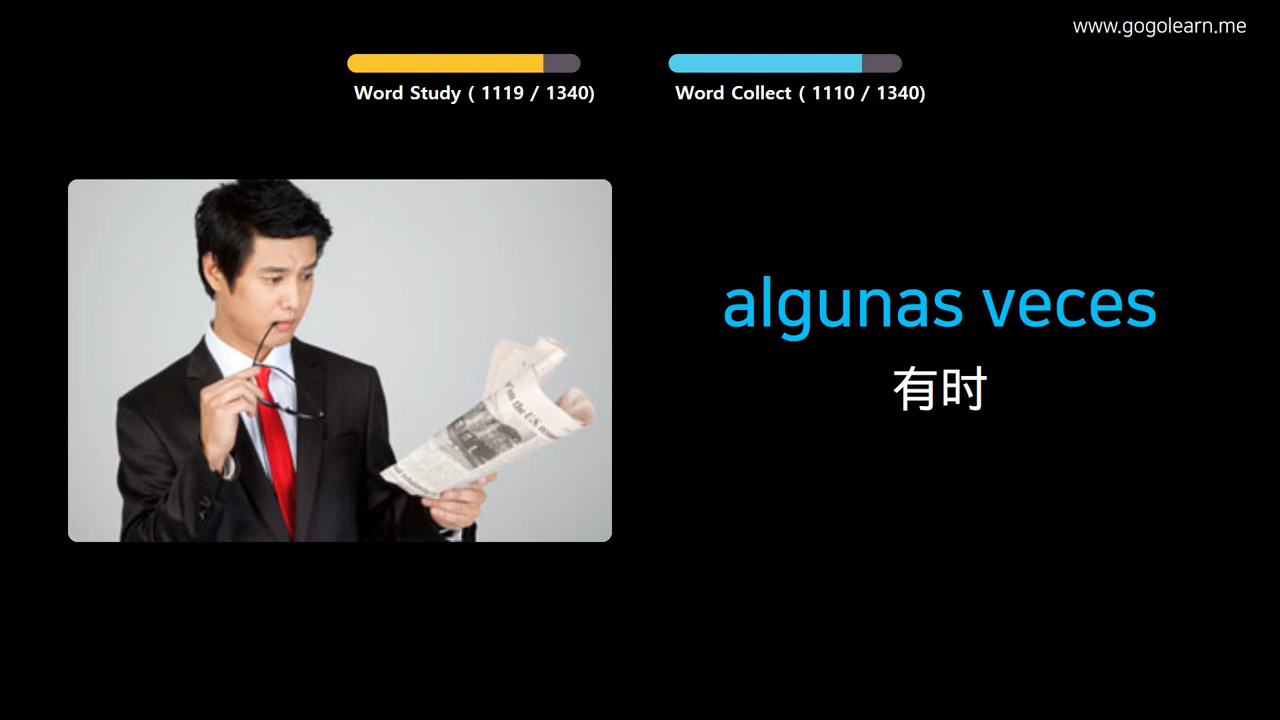 www.gogolearn.me
Word Study ( 1119 / 1340)
Word Collect ( 1110 / 1340)
algunas veces
有时